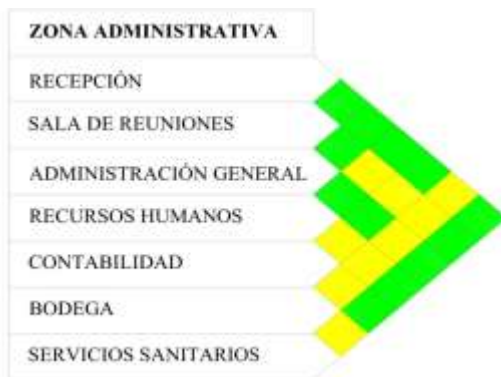 ZONA ADMINISTRATIVA
RECEPCIÓN
SALA DE REUNIONES
ADMINISTRACIÓN GENERAL
RECURSOS HUMANOS
CONTABILIDAD
BODEGA
SERVICIOS SANITARIOS